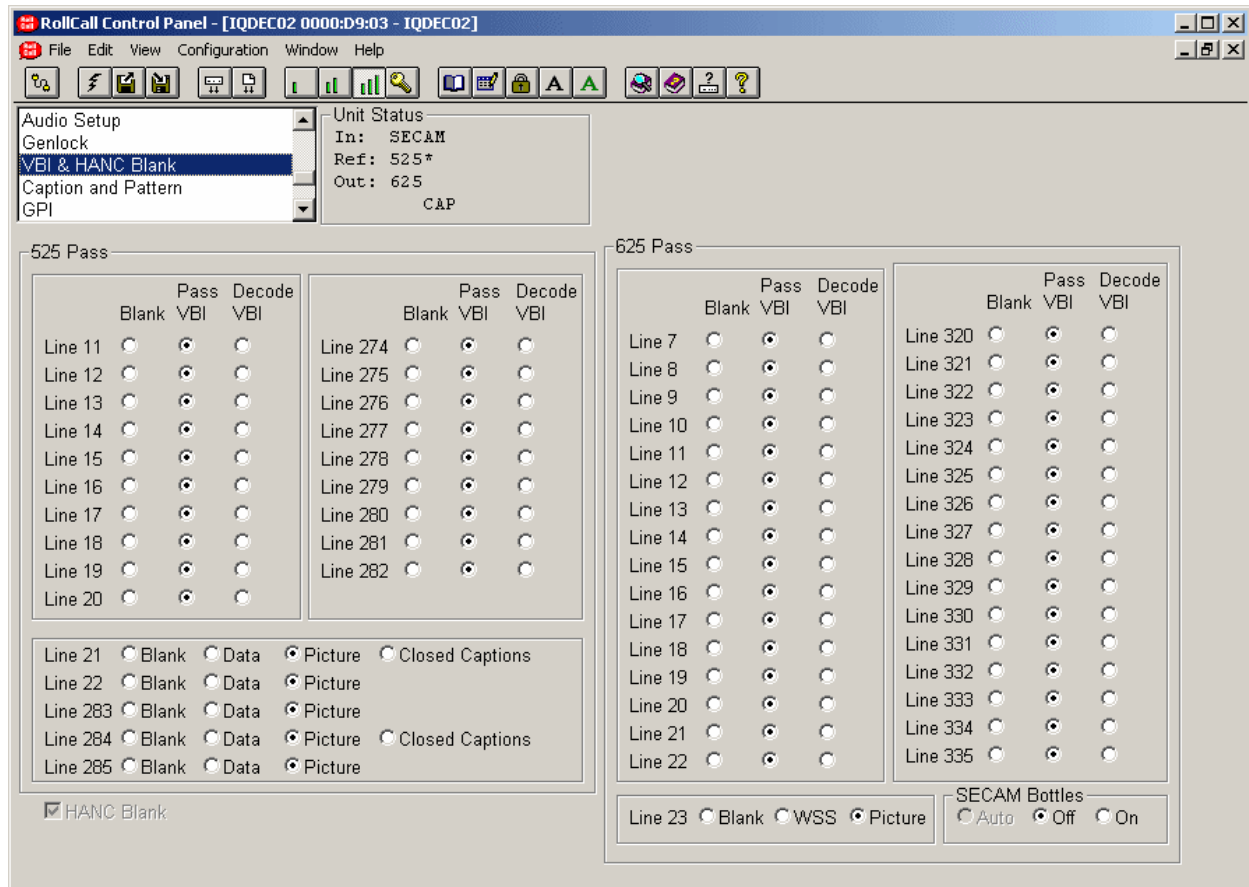 RollCall Control Panel - [IQDEC02 0000:D9:03 - IQDEC02]
File Edit View Configuration Window Help
A A
Audio Setup
Genlock
VBI & HANC Blank
Caption and Pattern
GPI
Unit Status
In: SECAM
Ref: 525*
Out: 625
CAP
525 Pass
Blank Pass VBI Decode VBI
Line 11
Line 12
Line 13
Line 14
Line 15
Line 16
Line 17
Line 18
Line 19
Line 20
Blank Pass VBI Decode VBI
Line 274
Line 275
Line 276
Line 277
Line 278
Line 279
Line 280
Line 281
Line 282
Line 21 Blank Data Picture Closed Captions
Line 22 Blank Data Picture
Line 283 Blank Data Picture
Line 284 Blank Data Picture Closed Captions
Line 285 Blank Data Picture
HANC Blank
625 Pass
Blank Pass VBI Decode VBI
Line 7
Line 8
Line 9
Line 10
Line 11
Line 12
Line 13
Line 14
Line 15
Line 16
Line 17
Line 18
Line 19
Line 20
Line 21
Line 22
Blank Pass VBI Decode VBI
Line 320
Line 321
Line 322
Line 323
Line 324
Line 325
Line 326
Line 327
Line 328
Line 329
Line 330
Line 331
Line 332
Line 333
Line 334
Line 335
Line 23 Blank WSS Picture
SECAM Bottles
Auto Off On